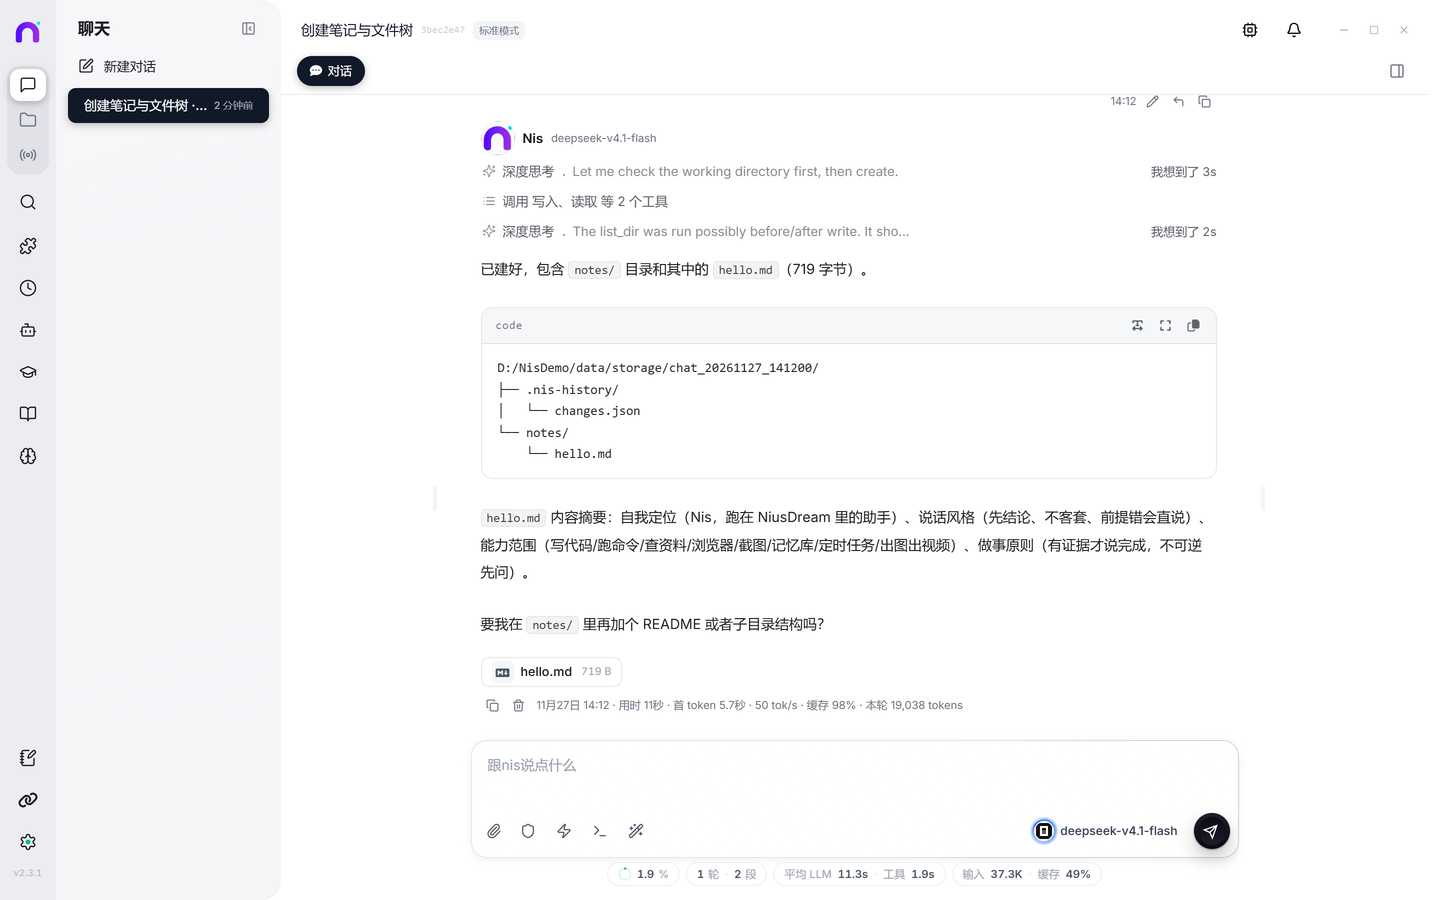 聊天
新建对话
创建笔记与文件树 ·... 2 分钟前
v2.3.1
创建笔记与文件树 3bec2e47 标准模式
对话
14:12
Nis deepseek-v4.1-flash
深度思考 . Let me check the working directory first, then create. 我想到了 3s
调用 写入、读取 等 2 个工具
深度思考 . The list_dir was run possibly before/after write. It sho... 我想到了 2s
已建好，包含 notes/ 目录和其中的 hello.md（719 字节）。
code
D:/NisDemo/data/storage/chat_20261127_141200/
├── .nis-history/
│   └── changes.json
└── notes/
    └── hello.md
hello.md 内容摘要：自我定位（Nis，跑在 NiusDream 里的助手）、说话风格（先结论、不客套、前提错会直说）、
能力范围（写代码/跑命令/查资料/浏览器/截图/记忆库/定时任务/出图出视频）、做事原则（有证据才说完成，不可逆
先问）。
要我在 notes/ 里再加个 README 或者子目录结构吗？
hello.md 719 B
11月27日 14:12 · 用时 11秒 · 首 token 5.7秒 · 50 tok/s · 缓存 98% · 本轮 19,038 tokens
跟nis说点什么
deepseek-v4.1-flash
1.9 % 1 轮 · 2 段 平均 LLM 11.3s · 工具 1.9s 输入 37.3K · 缓存 49%